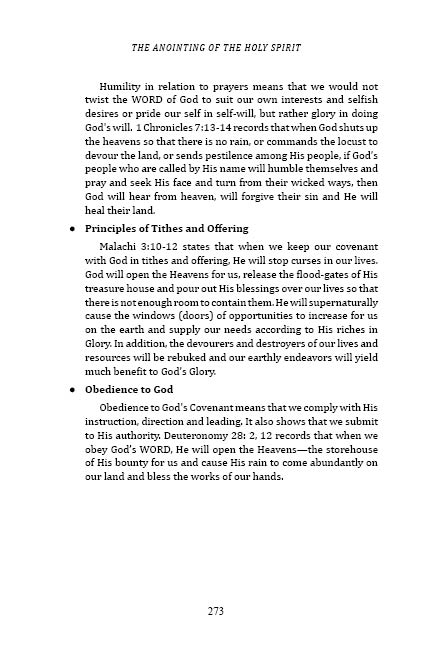 THE ANOINTING OF THE HOLY SPIRIT
Humility in relation to prayers means that we would not
twist the WORD of God to suit our own interests and selfish
desires or pride our self in self-will, but rather glory in doing
God's will. 1 Chronicles 7:13-14 records that when God shuts up
the heavens so that there is no rain, or commands the locust to
devour the land, or sends pestilence among His people, if God's
people who are called by His name will humble themselves and
pray and seek His face and turn from their wicked ways, then
God will hear from heaven, will forgive their sin and He will
heal their land.
● Principles of Tithes and Offering
Malachi 3:10-12 states that when we keep our covenant
with God in tithes and offering, He will stop curses in our lives.
God will open the Heavens for us, release the flood-gates of His
treasure house and pour out His blessings over our lives so that
there is not enough room to contain them. He will supernaturally
cause the windows (doors) of opportunities to increase for us
on the earth and supply our needs according to His riches in
Glory. In addition, the devourers and destroyers of our lives and
resources will be rebuked and our earthly endeavors will yield
much benefit to God's Glory.
● Obedience to God
Obedience to God's Covenant means that we comply with His
instruction, direction and leading. It also shows that we submit
to His authority. Deuteronomy 28: 2, 12 records that when we
obey God's WORD, He will open the Heavens—the storehouse
of His bounty for us and cause His rain to come abundantly on
our land and bless the works of our hands.
273